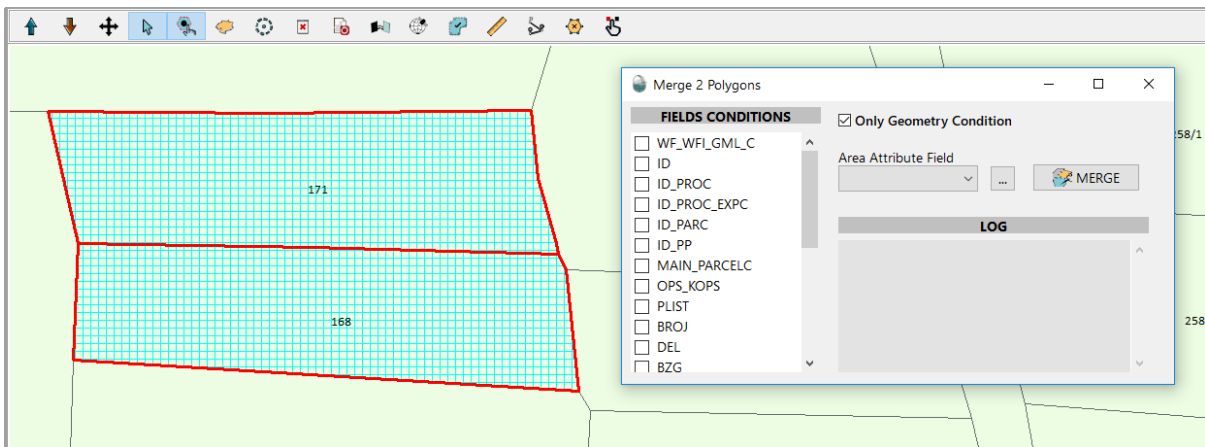 Merge 2 Polygons
FIELDS CONDITIONS
WF_WFI_GML_C
ID
ID_PROC
ID_PROC_EXPC
ID_PARC
ID_PP
MAIN_PARCELC
OPS_KOPS
PLIST
BROJ
DEL
BZG
Only Geometry Condition
Area Attribute Field
...
MERGE
LOG
171
168
258/1
258